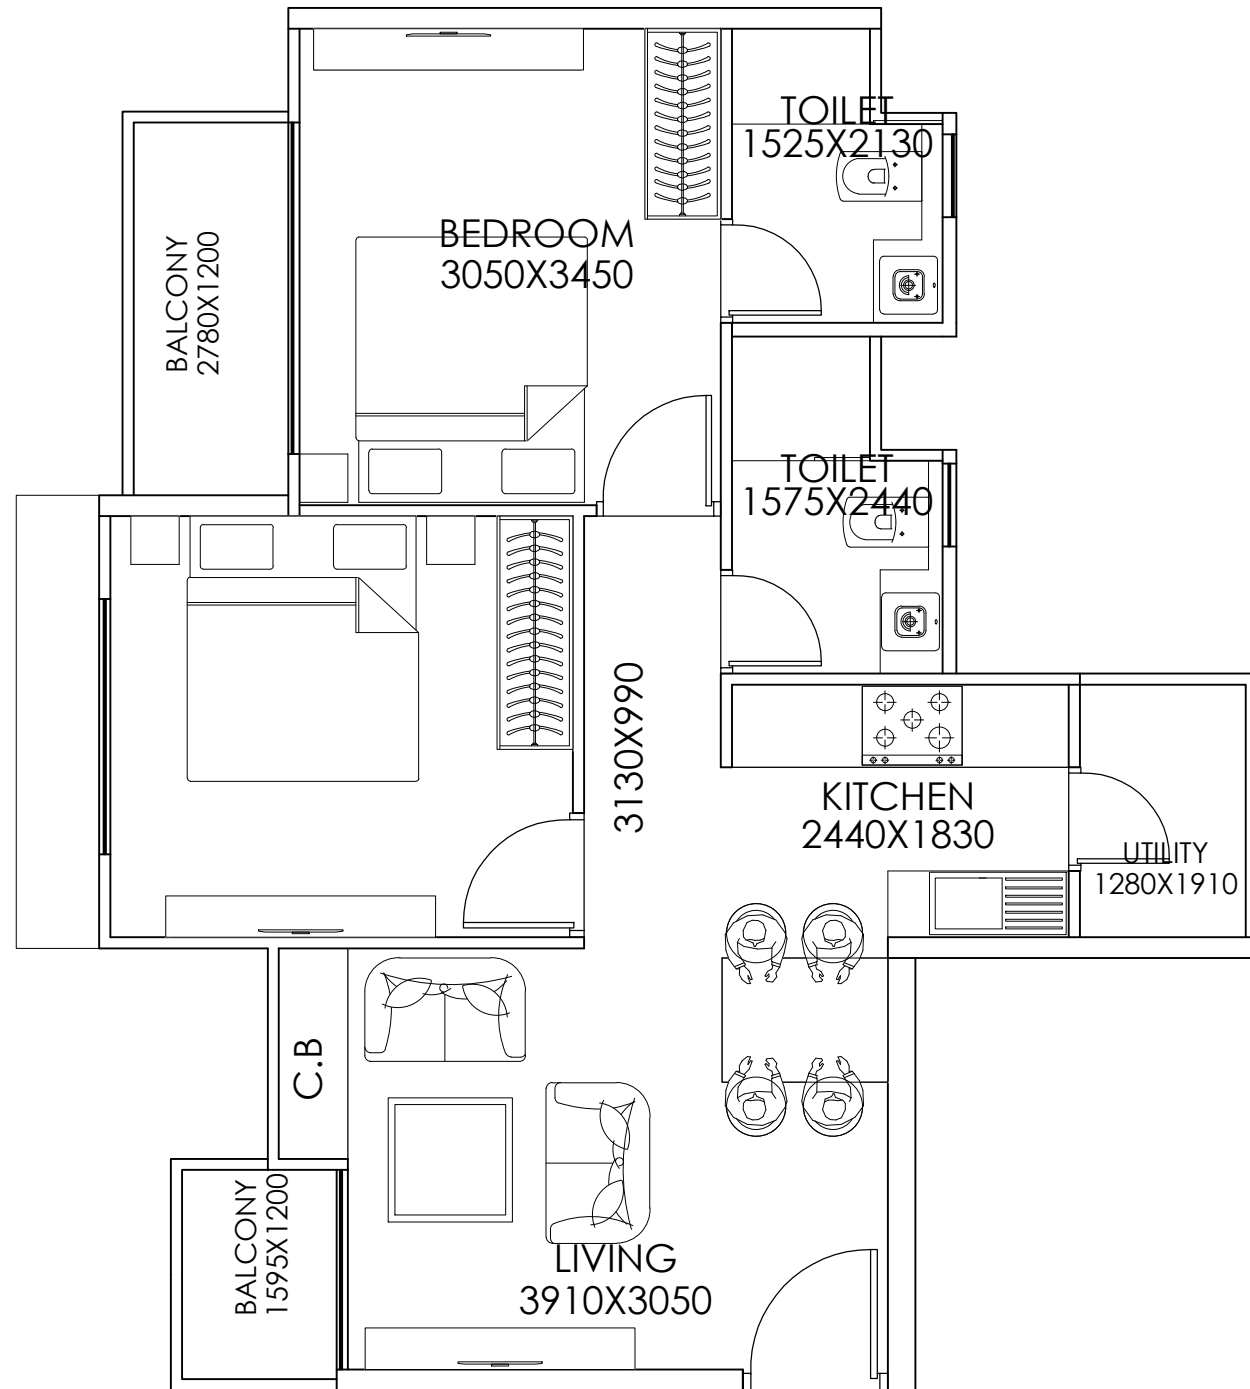 TOILET
1525X2130
BEDROOM
3050X3450
BALCONY
2780X1200
TOILET
1575X2440
3130X990
KITCHEN
2440X1830
UTILITY
1280X1910
C.B
BALCONY
1595X1200
LIVING
3910X3050